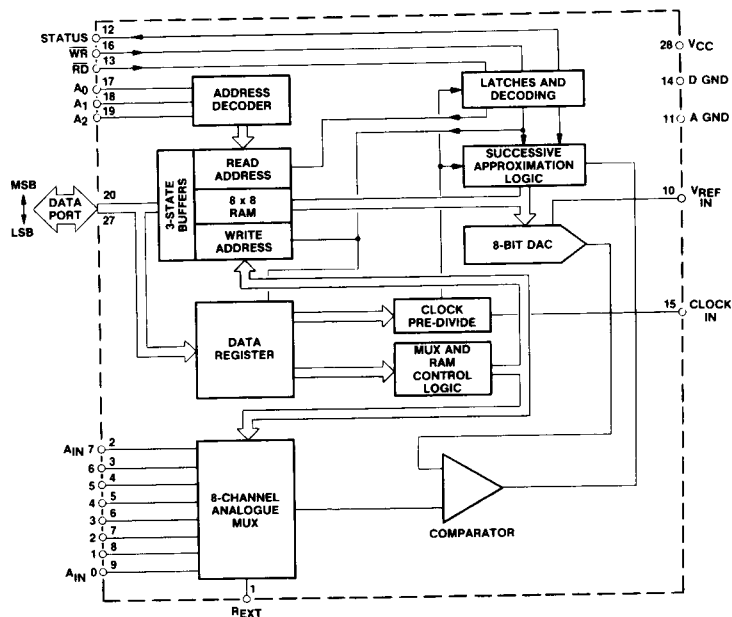 STATUS 12
WR 16
RD 13
A0 17
A1 18
A2 19
ADDRESS
DECODER
LATCHES AND
DECODING
28 VCC
14 D GND
11 A GND
READ
ADDRESS
8 x 8
RAM
WRITE
ADDRESS
3-STATE
BUFFERS
SUCCESSIVE
APPROXIMATION
LOGIC
MSB
LSB
DATA
PORT
20
27
10 VREF
IN
8-BIT DAC
DATA
REGISTER
CLOCK
PRE-DIVIDE
15 CLOCK
IN
MUX AND
RAM
CONTROL
LOGIC
AIN 7 2
6 3
5 4
4 5
3 6
2 7
1 8
AIN 0 9
8-CHANNEL
ANALOGUE
MUX
COMPARATOR
1
REXT